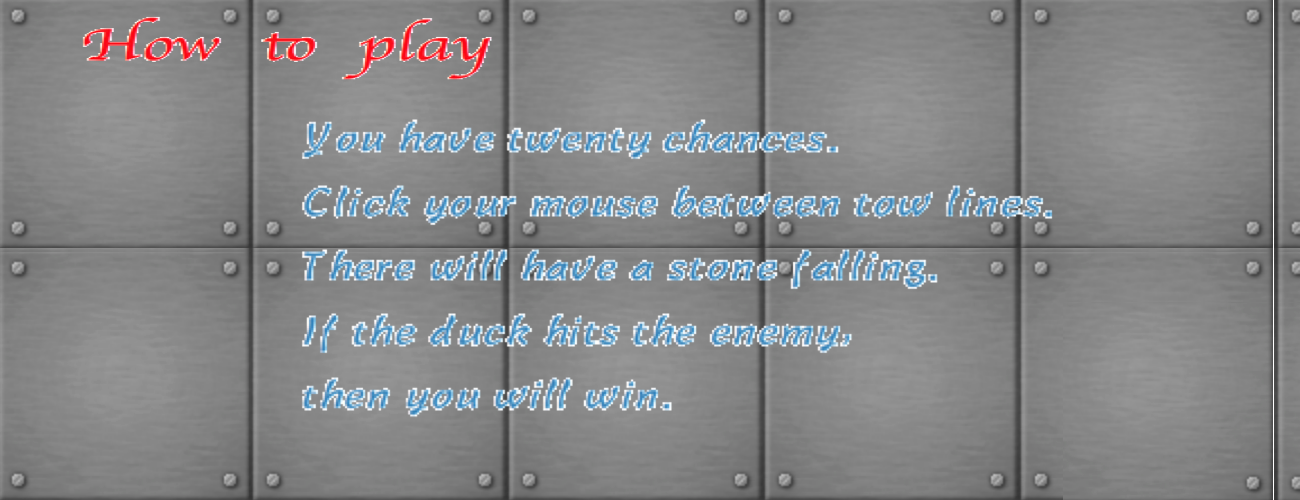 How to play
You have twenty chances.
Click your mouse between tow lines.
There will have a stone falling.
If the duck hits the enemy,
then you will win.